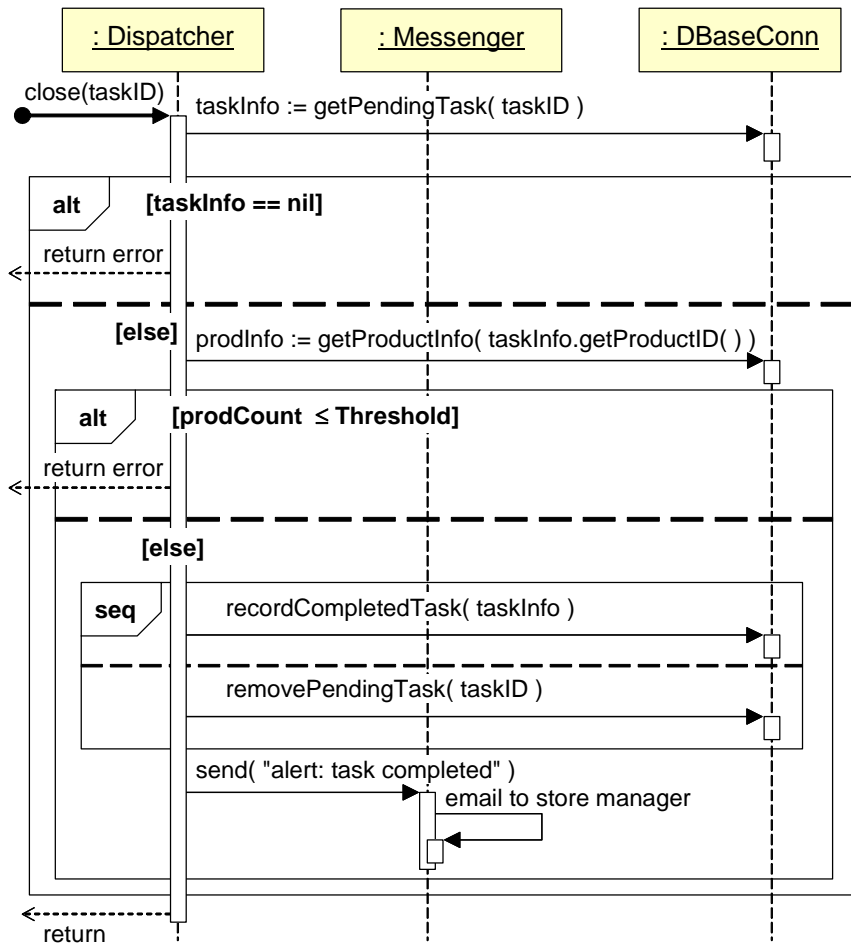 : Dispatcher
: Messenger
: DBaseConn
close(taskID)
taskInfo := getPendingTask( taskID )
alt
[taskInfo == nil]
return error
[else]
prodInfo := getProductInfo( taskInfo.getProductID( ) )
alt
[prodCount ≤ Threshold]
return error
[else]
seq
recordCompletedTask( taskInfo )
removePendingTask( taskID )
send( "alert: task completed" )
email to store manager
return